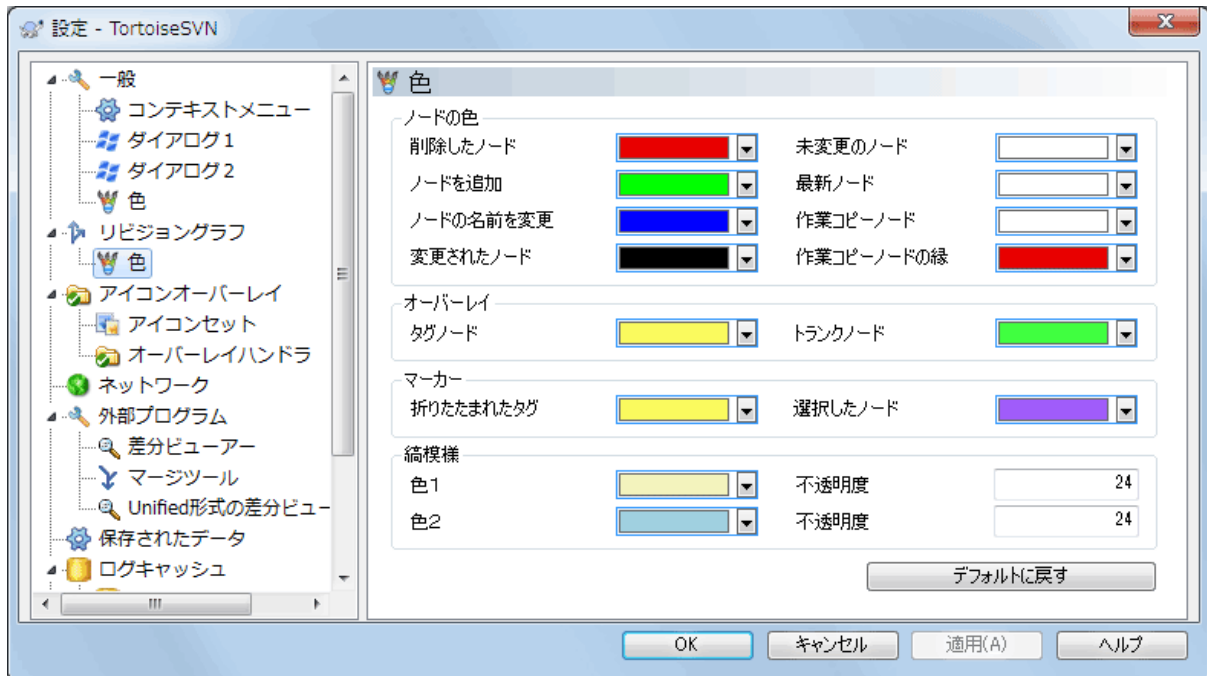 設定 - TortoiseSVN
一般
コンテキストメニュー
ダイアログ1
ダイアログ2
色
リビジョングラフ
色
アイコンオーバーレイ
アイコンセット
オーバーレイハンドラ
ネットワーク
外部プログラム
差分ビューアー
マージツール
Unified形式の差分ビュー
保存されたデータ
ログキャッシュ
色
ノードの色
削除したノード
未変更のノード
ノードを追加
最新ノード
ノードの名前を変更
作業コピーノード
変更されたノード
作業コピーノードの縁
オーバーレイ
タグノード
トランクノード
マーカー
折りたたまれたタグ
選択したノード
縞模様
色1
不透明度
24
色2
不透明度
24
デフォルトに戻す
OK
キャンセル
適用(A)
ヘルプ